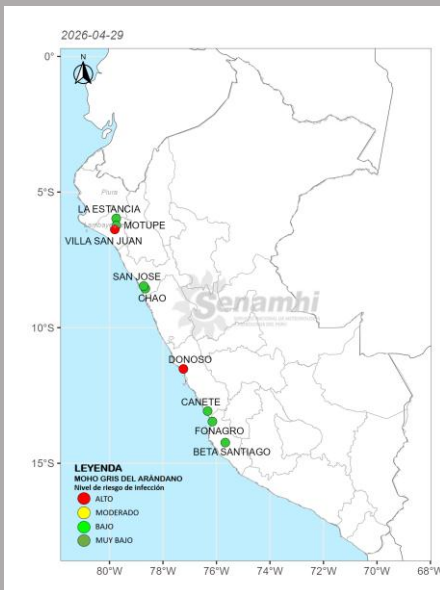 2026-04-29
N
0°
Piura
LA ESTANCIA
5°S
MOTUPE
VILLA SAN JUAN
SAN JOSE
CHAO
Senamhi
10°S
DONOSO
CANETE
FONAGRO
BETA SANTIAGO
15°S
LEYENDA
MOHO GRIS DEL ARÁNDANO
Nivel de riesgo de infección
ALTO
MODERADO
BAJO
MUY BAJO
80°W 78°W 76°W 74°W 72°W 70°W 68°W